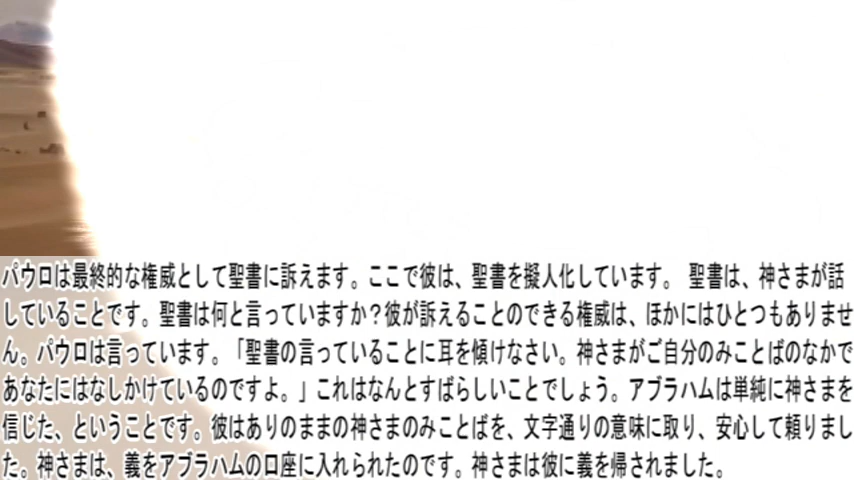 パウロは最終的な権威として聖書に訴えます。ここで彼は、聖書を擬人化しています。 聖書は、神さまが話
していることです。聖書は何と言っていますか？彼が訴えることのできる権威は、ほかにはひとつもありませ
ん。パウロは言っています。「聖書の言っていることに耳を傾けなさい。神さまがご自分のみことばのなかで
あなたにはなしかけているのですよ。」これはなんとすばらしいことでしょう。アブラハムは単純に神さまを
信じた、ということです。彼はありのままの神さまのみことばを、文字通りの意味に取り、安心して頼りまし
た。神さまは、義をアブラハムの口座に入れられたのです。神さまは彼に義を帰されました。